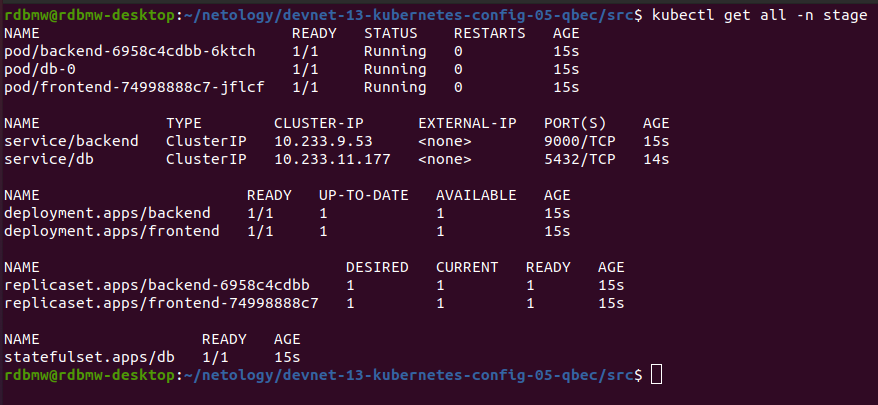 rdbmw@rdbmw-desktop:~/netology/devnet-13-kubernetes-config-05-qbec/src$ kubectl get all -n stage
NAME                           READY   STATUS    RESTARTS   AGE
pod/backend-6958c4cdbb-6ktch   1/1     Running   0          15s
pod/db-0                       1/1     Running   0          15s
pod/frontend-74998888c7-jflcf  1/1     Running   0          15s
NAME              TYPE        CLUSTER-IP      EXTERNAL-IP   PORT(S)    AGE
service/backend   ClusterIP   10.233.9.53     <none>        9000/TCP   15s
service/db        ClusterIP   10.233.11.177   <none>        5432/TCP   14s
NAME                       READY   UP-TO-DATE   AVAILABLE   AGE
deployment.apps/backend    1/1     1            1           15s
deployment.apps/frontend   1/1     1            1           15s
NAME                                  DESIRED   CURRENT   READY   AGE
replicaset.apps/backend-6958c4cdbb    1         1         1       15s
replicaset.apps/frontend-74998888c7   1         1         1       15s
NAME                  READY   AGE
statefulset.apps/db   1/1     15s
rdbmw@rdbmw-desktop:~/netology/devnet-13-kubernetes-config-05-qbec/src$